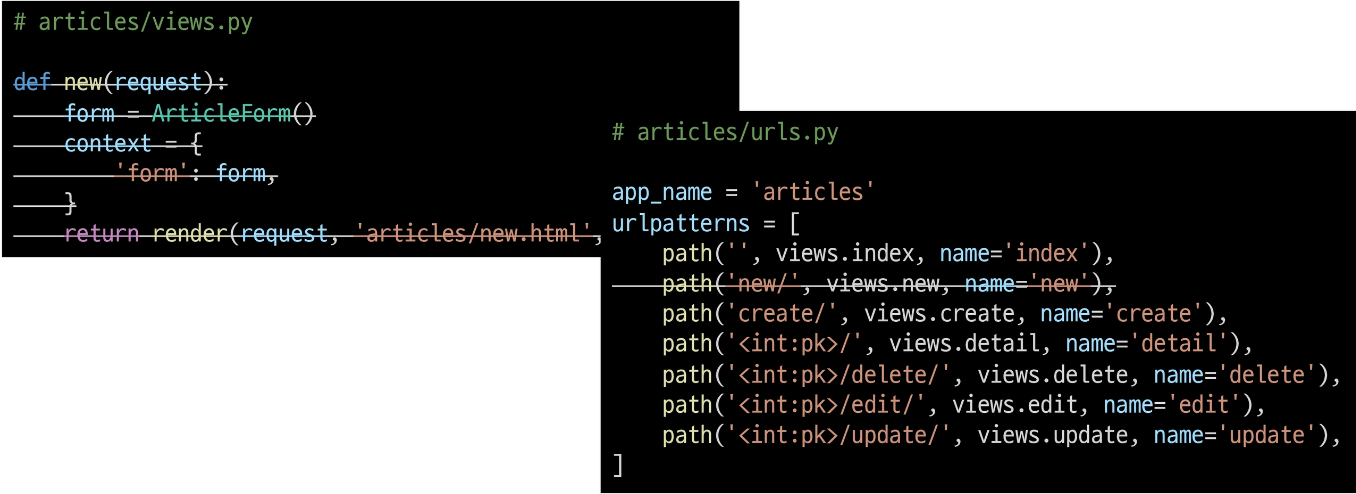 # articles/views.py
def new(request):
    form = ArticleForm()
    context = {
        'form': form,
    }
    return render(request, 'articles/new.html',
# articles/urls.py
app_name = 'articles'
urlpatterns = [
    path('', views.index, name='index'),
    path('new/', views.new, name='new'),
    path('create/', views.create, name='create'),
    path('<int:pk>/', views.detail, name='detail'),
    path('<int:pk>/delete/', views.delete, name='delete'),
    path('<int:pk>/edit/', views.edit, name='edit'),
    path('<int:pk>/update/', views.update, name='update'),
]